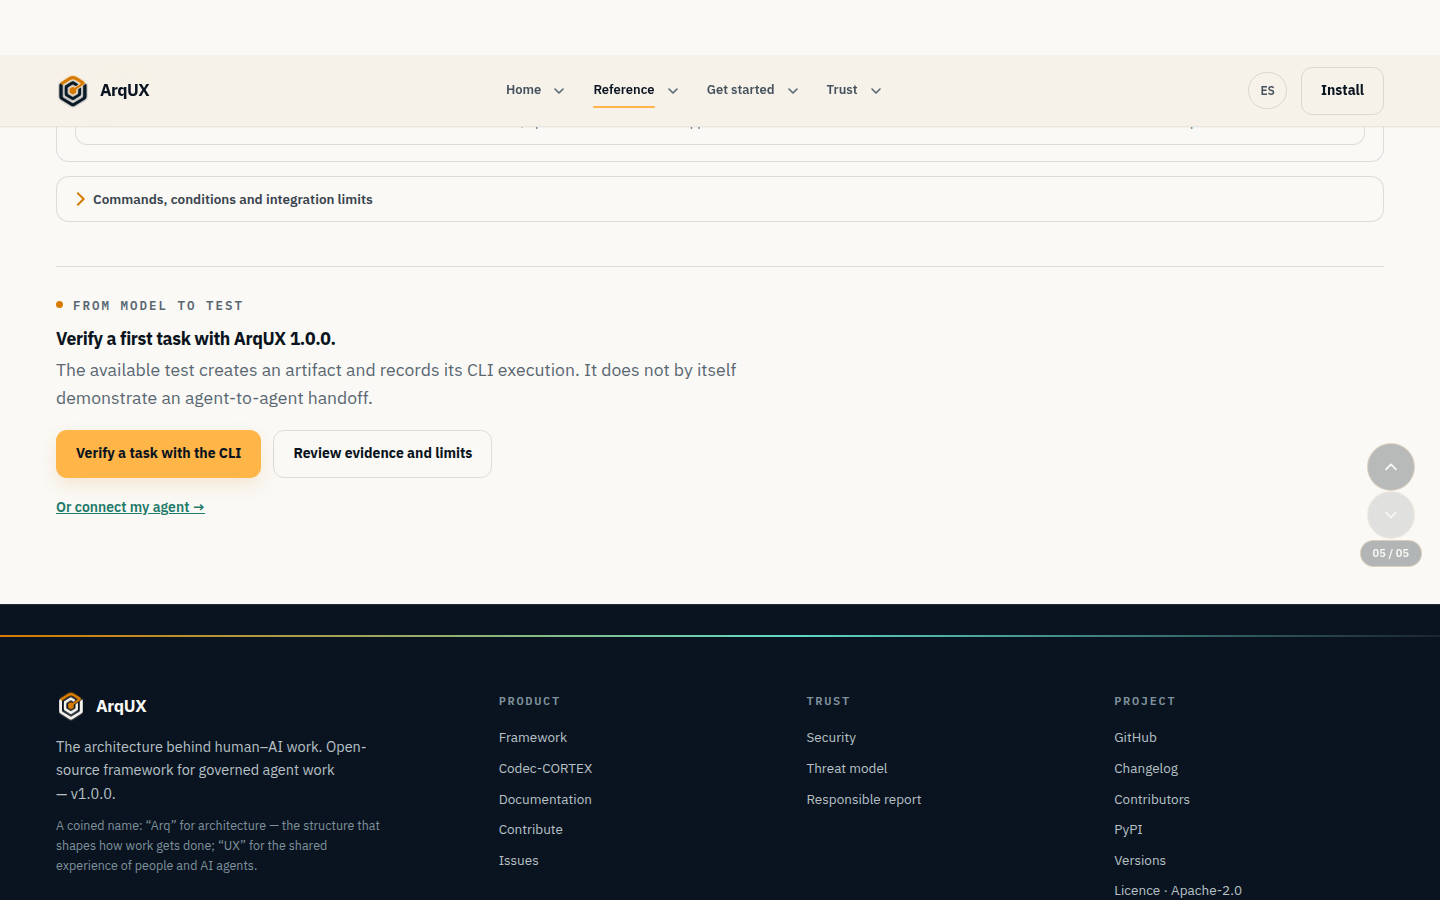 ArqUX
Home
Reference
Get started
Trust
ES
Install
Commands, conditions and integration limits
FROM MODEL TO TEST
Verify a first task with ArqUX 1.0.0.
The available test creates an artifact and records its CLI execution. It does not by itself
demonstrate an agent-to-agent handoff.
Verify a task with the CLI
Review evidence and limits
Or connect my agent →
05 / 05
ArqUX
The architecture behind human–AI work. Open-
source framework for governed agent work
— v1.0.0.
A coined name: “Arq” for architecture — the structure that
shapes how work gets done; “UX” for the shared
experience of people and AI agents.
PRODUCT
Framework
Codec-CORTEX
Documentation
Contribute
Issues
TRUST
Security
Threat model
Responsible report
PROJECT
GitHub
Changelog
Contributors
PyPI
Versions
Licence · Apache-2.0